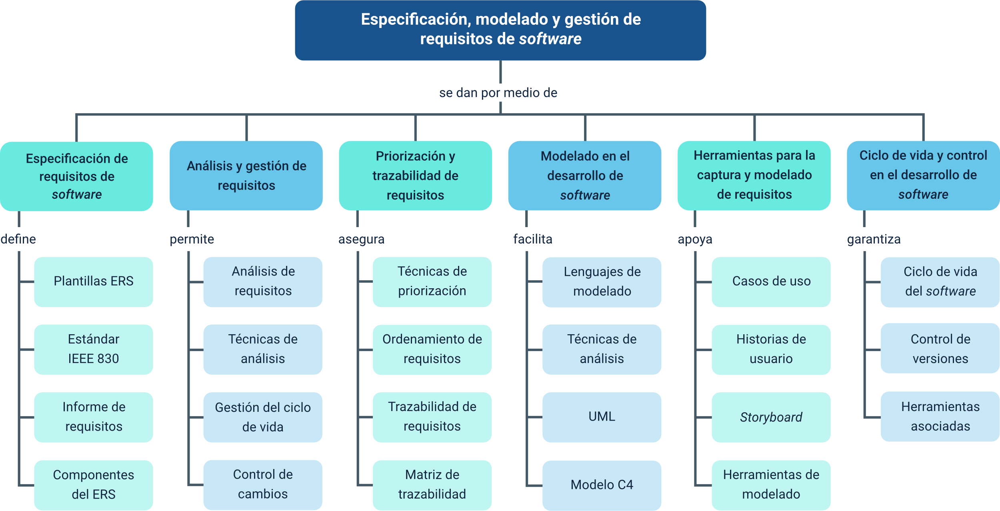 Especificación, modelado y gestión de
requisitos de software
se dan por medio de
Especificación de
requisitos de
software
define
Plantillas ERS
Estándar
IEEE 830
Informe de
requisitos
Componentes
del ERS
Análisis y gestión de
requisitos
permite
Análisis de
requisitos
Técnicas de
análisis
Gestión del ciclo
de vida
Control de
cambios
Priorización y
trazabilidad de
requisitos
asegura
Técnicas de
priorización
Ordenamiento de
requisitos
Trazabilidad de
requisitos
Matriz de
trazabilidad
Modelado en el
desarrollo de
software
facilita
Lenguajes de
modelado
Técnicas de
análisis
UML
Modelo C4
Herramientas para la
captura y modelado
de requisitos
apoya
Casos de uso
Historias de
usuario
Storyboard
Herramientas de
modelado
Ciclo de vida y control
en el desarrollo de
software
garantiza
Ciclo de vida
del software
Control de
versiones
Herramientas
asociadas